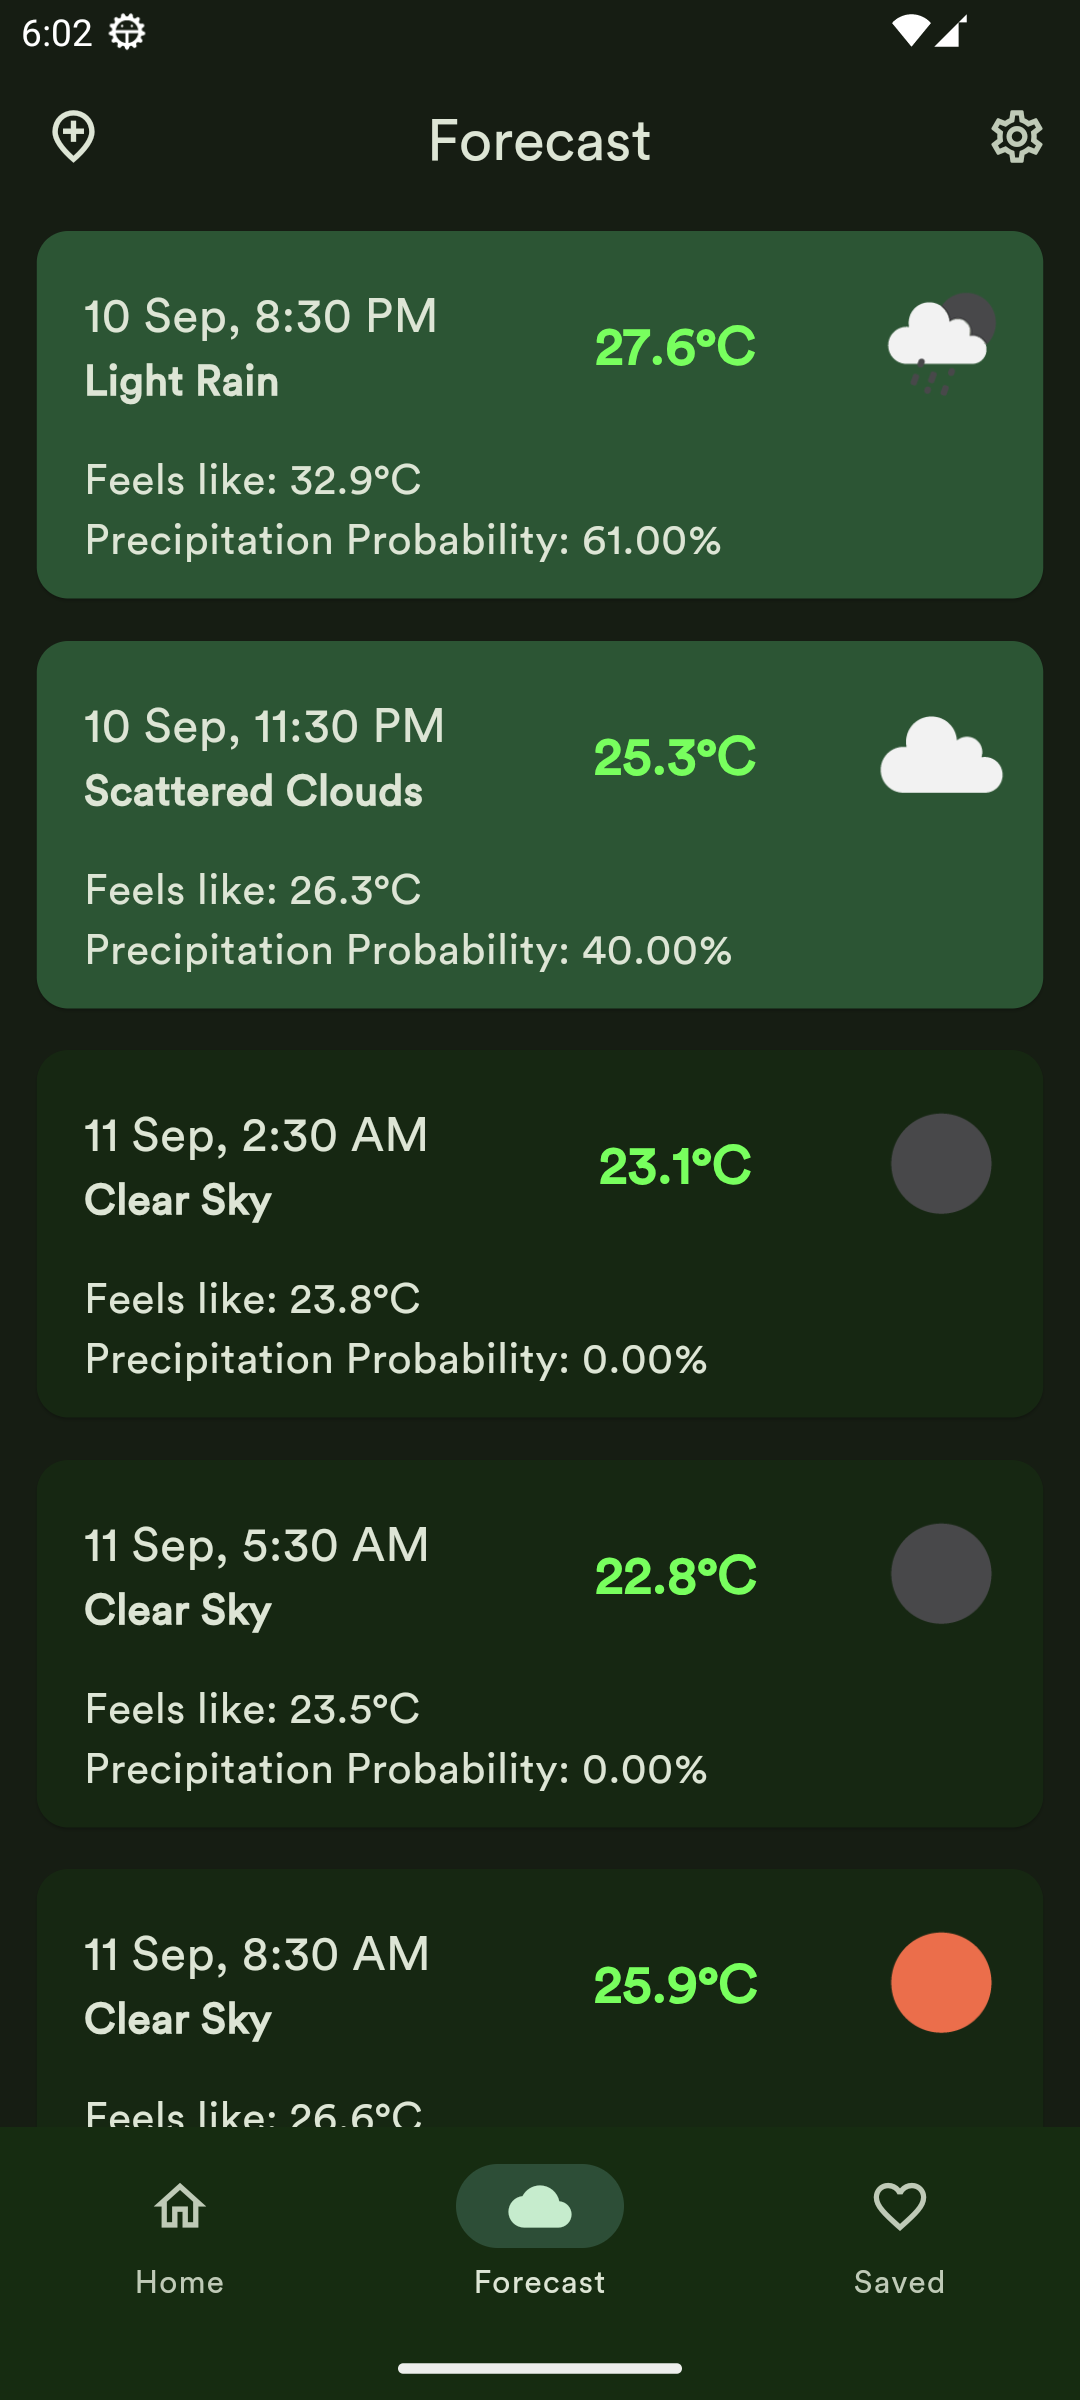 6:02
Forecast
10 Sep, 8:30 PM
27.6°C
Light Rain
Feels like: 32.9°C
Precipitation Probability: 61.00%
10 Sep, 11:30 PM
25.3°C
Scattered Clouds
Feels like: 26.3°C
Precipitation Probability: 40.00%
11 Sep, 2:30 AM
23.1°C
Clear Sky
Feels like: 23.8°C
Precipitation Probability: 0.00%
11 Sep, 5:30 AM
22.8°C
Clear Sky
Feels like: 23.5°C
Precipitation Probability: 0.00%
11 Sep, 8:30 AM
25.9°C
Clear Sky
Feels like: 26.6°C
Home
Forecast
Saved